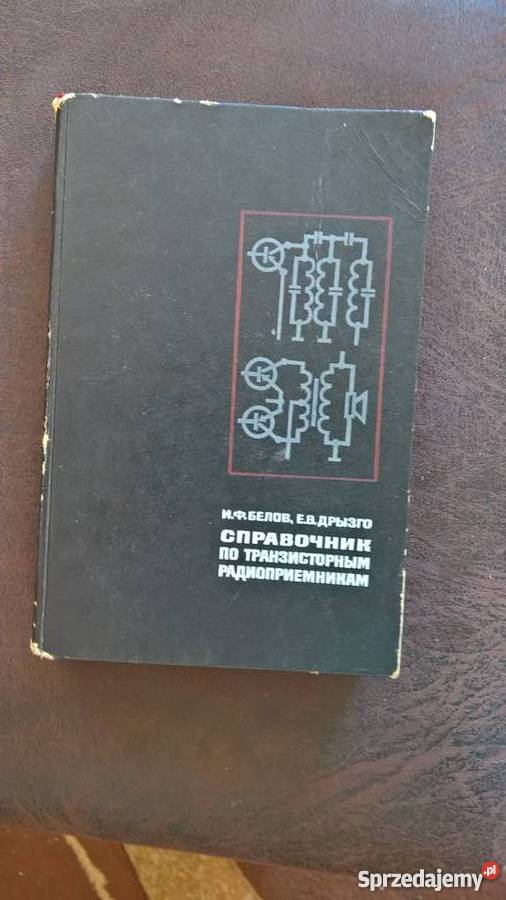 И.Ф.БЕЛОВ, Е.В.ДРЫЗГО
СПРАВОЧНИК
ПО ТРАНЗИСТОРНЫМ
РАДИОПРИЕМНИКАМ
Sprzedajemy.pl